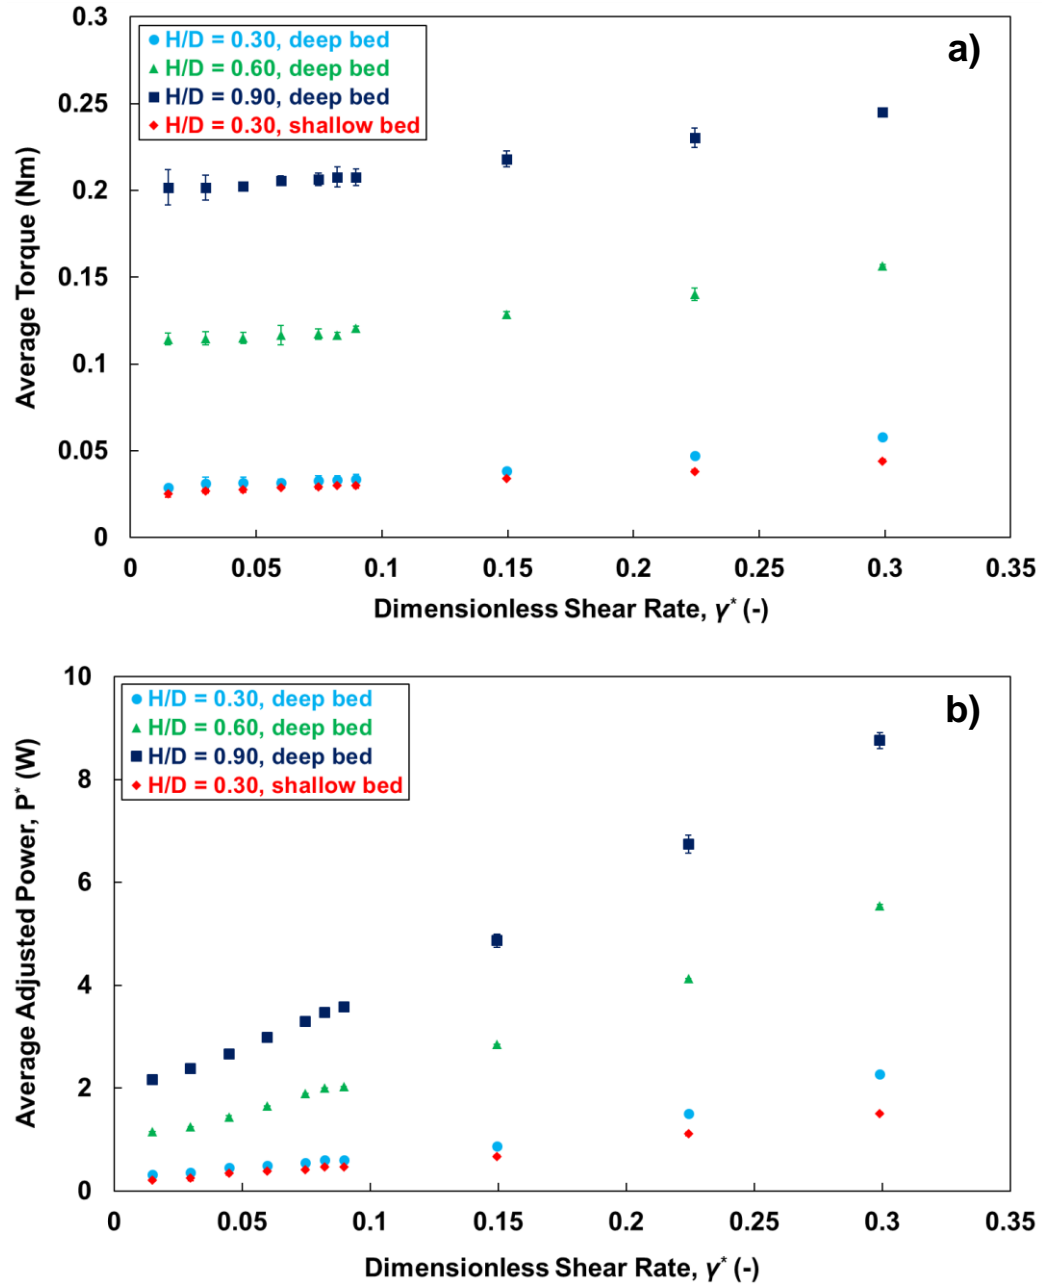 a)
H/D = 0.30, deep bed
H/D = 0.60, deep bed
H/D = 0.90, deep bed
H/D = 0.30, shallow bed
Average Torque (Nm)
0.3
0.25
0.2
0.15
0.1
0.05
0
0 0.05 0.1 0.15 0.2 0.25 0.3 0.35
Dimensionless Shear Rate, γ* (-)
b)
H/D = 0.30, deep bed
H/D = 0.60, deep bed
H/D = 0.90, deep bed
H/D = 0.30, shallow bed
Average Adjusted Power, P* (W)
10
8
6
4
2
0
0 0.05 0.1 0.15 0.2 0.25 0.3 0.35
Dimensionless Shear Rate, γ* (-)